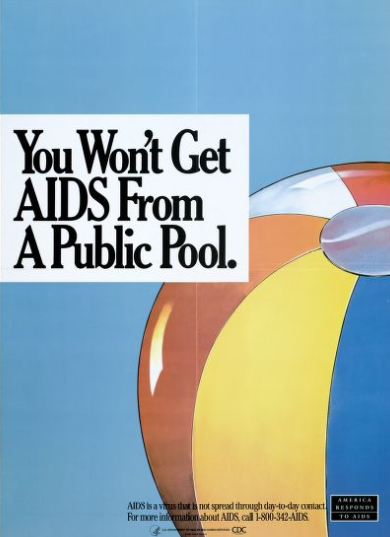 You Won't Get
AIDS From
A Public Pool.
AIDS is a virus that is not spread through day-to-day contact.
For more information about AIDS, call 1-800-342-AIDS.
AMERICA
RESPONDS
TO AIDS
CDC